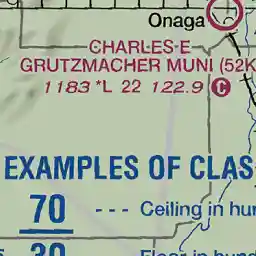 Onaga
CHARLES E
GRUTZMACHER MUNI (52K
1183 *L 22 122.9 C
EXAMPLES OF CLAS
70 --- Ceiling in hun
30 Floor in hund